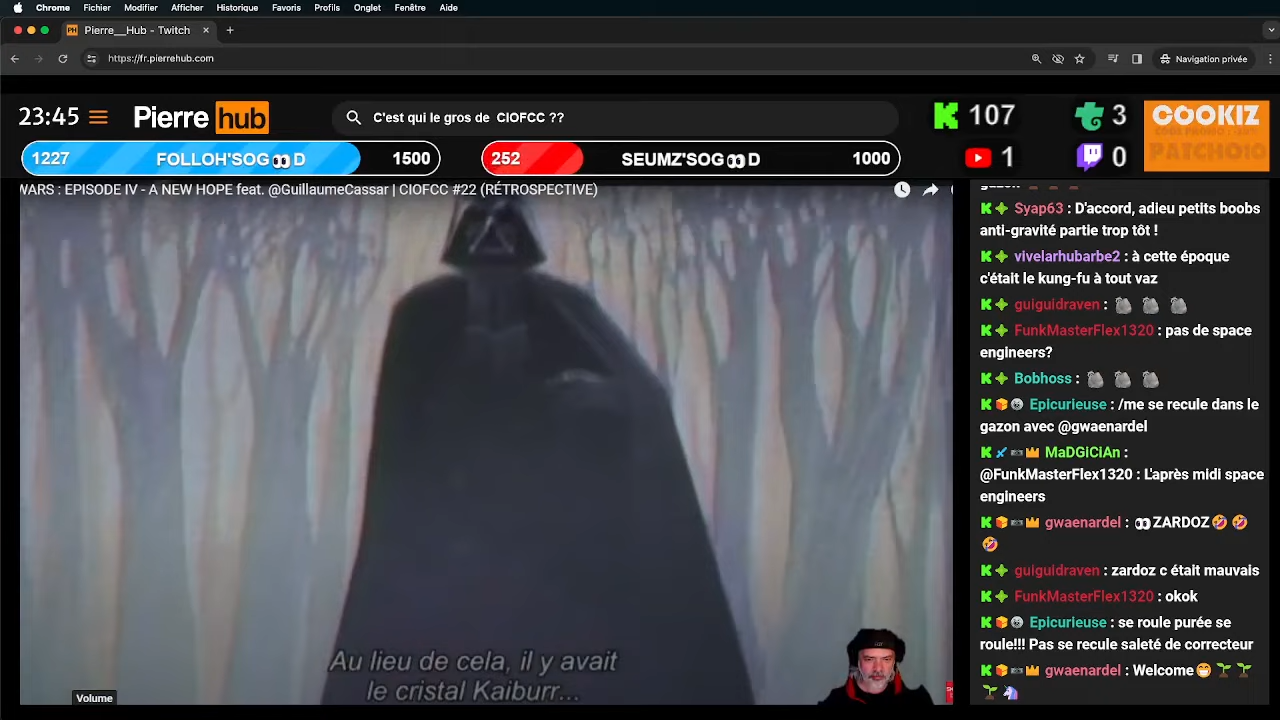 Chrome Fichier Modifier Afficher Historique Favoris Profils Onglet Fenêtre Aide
PH Pierre__Hub - Twitch
https://fr.pierrehub.com
Navigation privée
23:45 Pierre hub
C'est qui le gros de CIOFCC ??
107 3
1 0
COOKIZ
CODE PROMO
PATCHO10
1227 FOLLOH'SOG👀D 1500
252 SEUMZ'SOG👀D 1000
WARS : EPISODE IV - A NEW HOPE feat. @GuillaumeCassar | CIOFCC #22 (RÉTROSPECTIVE)
Au lieu de cela, il y avait
le cristal Kaiburr...
Volume
gazon
Syap63 : D'accord, adieu petits boobs
anti-gravité partie trop tôt !
vivelarhubarbe2 : à cette époque
c'était le kung-fu à tout vaz
guiguidraven :
FunkMasterFlex1320 : pas de space
engineers?
Bobhoss :
Epicurieuse : /me se recule dans le
gazon avec @gwaenardel
MaDGiCiAn :
@FunkMasterFlex1320 : L'après midi space
engineers
gwaenardel : 👀ZARDOZ🤣🤣
🤣
guiguidraven : zardoz c était mauvais
FunkMasterFlex1320 : okok
Epicurieuse : se roule purée se
roule!!! Pas se recule saleté de correcteur
gwaenardel : Welcome😁🌱🌱
🌱🦄